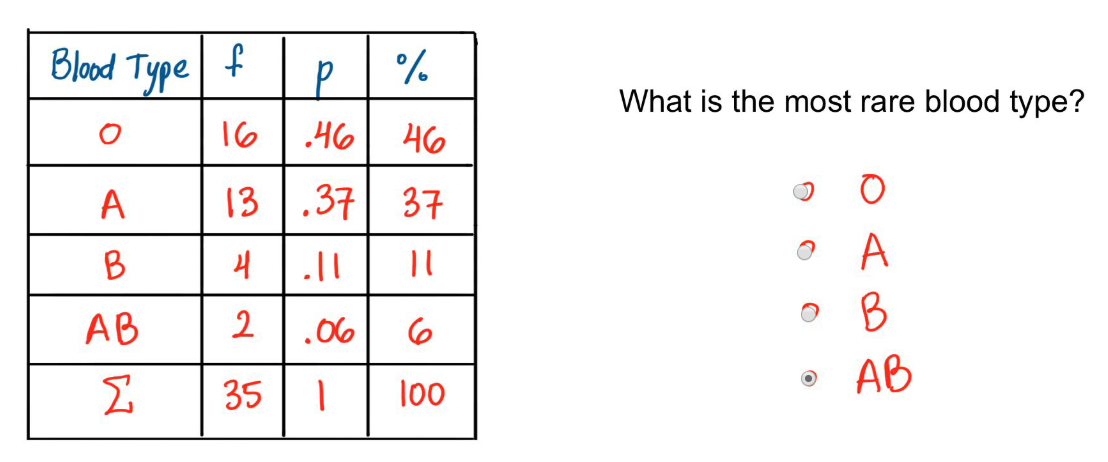 Blood Type f p %
O 16 .46 46
A 13 .37 37
B 4 .11 11
AB 2 .06 6
Σ 35 1 100
What is the most rare blood type?
O
A
B
AB